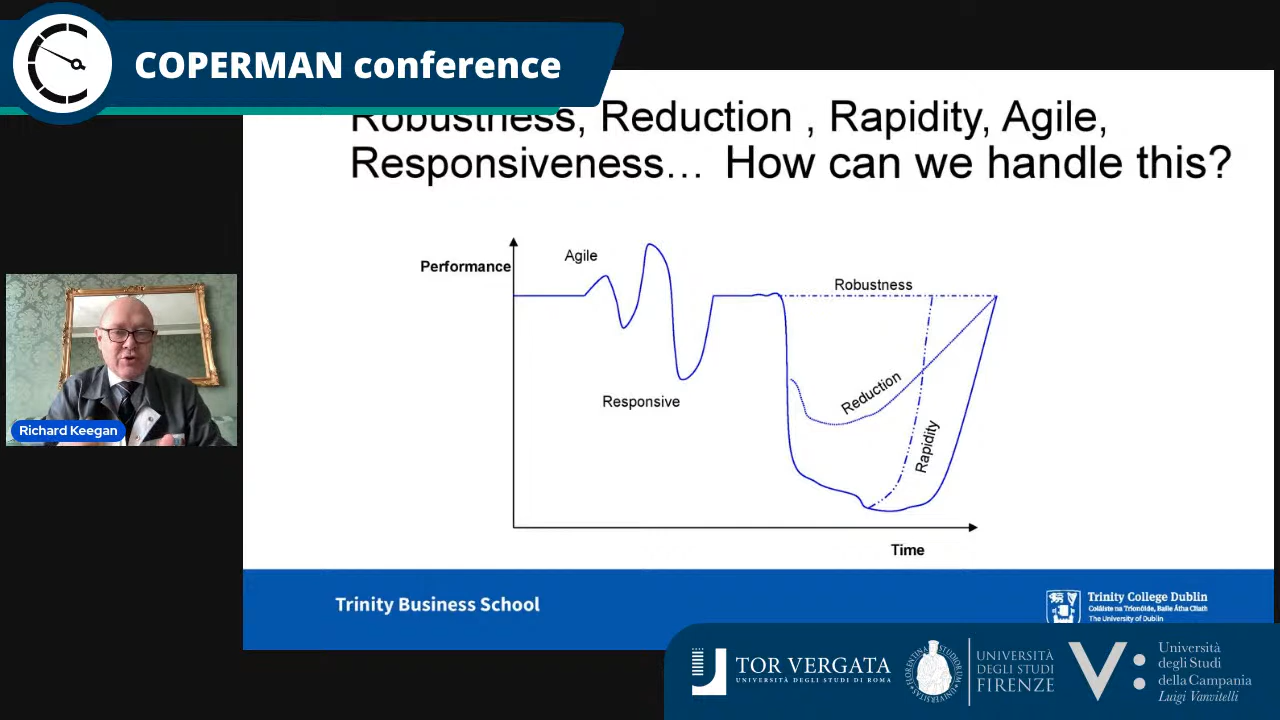 COPERMAN conference
Robustness, Reduction , Rapidity, Agile,
Responsiveness… How can we handle this?
Performance
Agile
Responsive
Robustness
Reduction
Rapidity
Time
Richard Keegan
Trinity Business School
Trinity College Dublin
Coláiste na Tríonóide, Baile Átha Cliath
The University of Dublin
TOR VERGATA
UNIVERSITÀ DEGLI STUDI DI ROMA
UNIVERSITÀ
DEGLI STUDI
FIRENZE
Università
degli Studi
della Campania
Luigi Vanvitelli